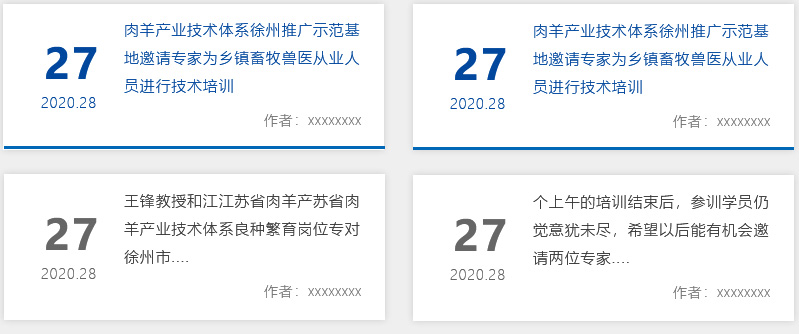 27
2020.28
肉羊产业技术体系徐州推广示范基
地邀请专家为乡镇畜牧兽医从业人
员进行技术培训
作者：xxxxxxxx
27
2020.28
肉羊产业技术体系徐州推广示范基
地邀请专家为乡镇畜牧兽医从业人
员进行技术培训
作者：xxxxxxxx
27
2020.28
王锋教授和江江苏省肉羊产苏省肉
羊产业技术体系良种繁育岗位专对
徐州市....
作者：xxxxxxxx
27
2020.28
个上午的培训结束后，参训学员仍
觉意犹未尽，希望以后能有机会邀
请两位专家....
作者：xxxxxxxx